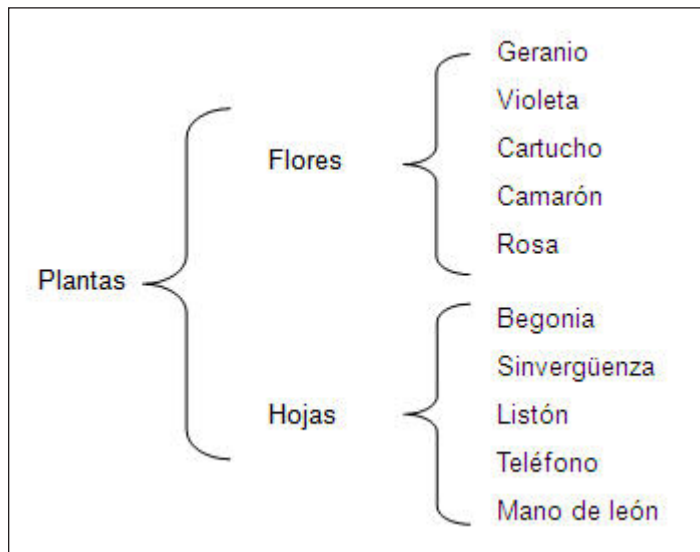 Plantas
Flores
Geranio
Violeta
Cartucho
Camarón
Rosa
Hojas
Begonia
Sinvergüenza
Listón
Teléfono
Mano de león